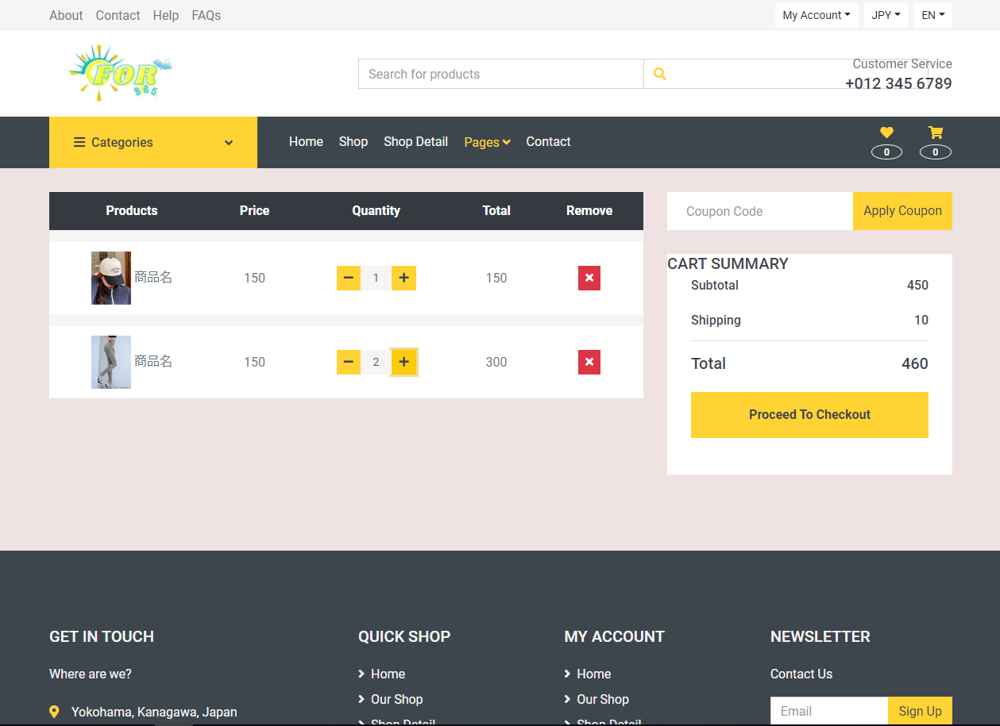 About Contact Help FAQs My Account JPY EN
FOR
365
Search for products
Customer Service
+012 345 6789
Categories Home Shop Shop Detail Pages Contact 0 0
Products Price Quantity Total Remove
商品名 150 1 150
商品名 150 2 300
Coupon Code Apply Coupon
CART SUMMARY
Subtotal 450
Shipping 10
Total 460
Proceed To Checkout
GET IN TOUCH
Where are we?
Yokohama, Kanagawa, Japan
QUICK SHOP
Home
Our Shop
Shop Detail
MY ACCOUNT
Home
Our Shop
Shop Detail
NEWSLETTER
Contact Us
Email Sign Up